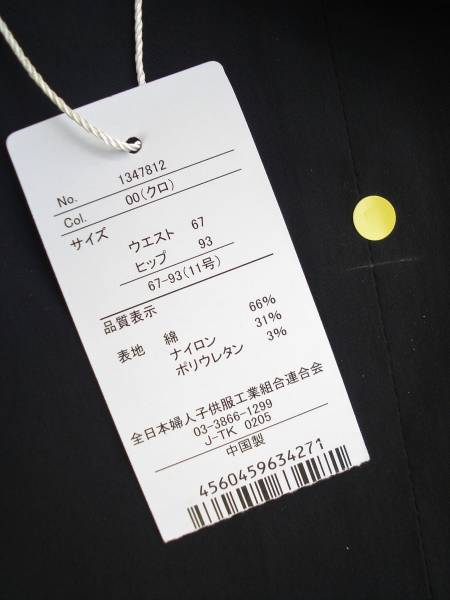 No. 1347812
Col. 00(クロ)
サイズ
ウエスト 67
ヒップ 93
67-93(11号)
品質表示
表地 綿 66%
ナイロン 31%
ポリウレタン 3%
全日本婦人子供服工業組合連合会
03-3866-1299
J-TK 0205
中国製
4560459634271